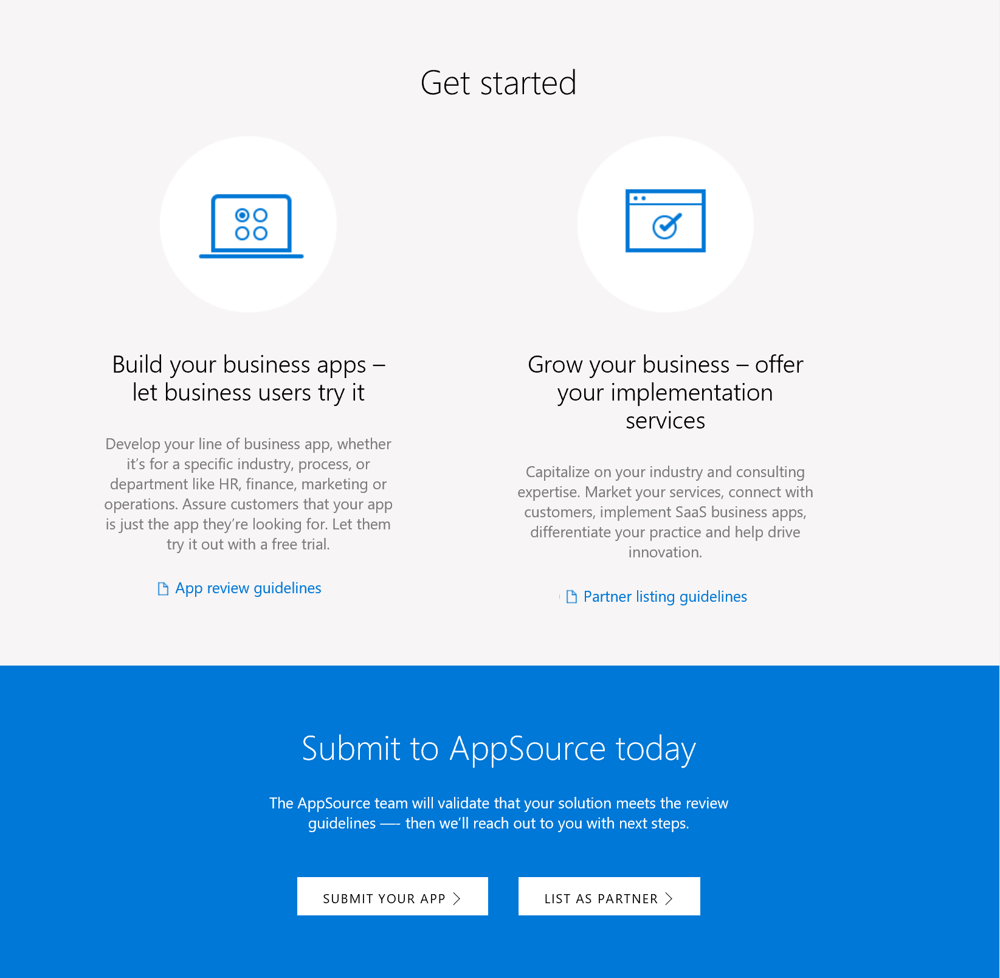 Get started
Build your business apps –
let business users try it
Develop your line of business app, whether
it’s for a specific industry, process, or
department like HR, finance, marketing or
operations. Assure customers that your app
is just the app they’re looking for. Let them
try it out with a free trial.
App review guidelines
Grow your business – offer
your implementation
services
Capitalize on your industry and consulting
expertise. Market your services, connect with
customers, implement SaaS business apps,
differentiate your practice and help drive
innovation.
Partner listing guidelines
Submit to AppSource today
The AppSource team will validate that your solution meets the review
guidelines —- then we’ll reach out to you with next steps.
SUBMIT YOUR APP
LIST AS PARTNER